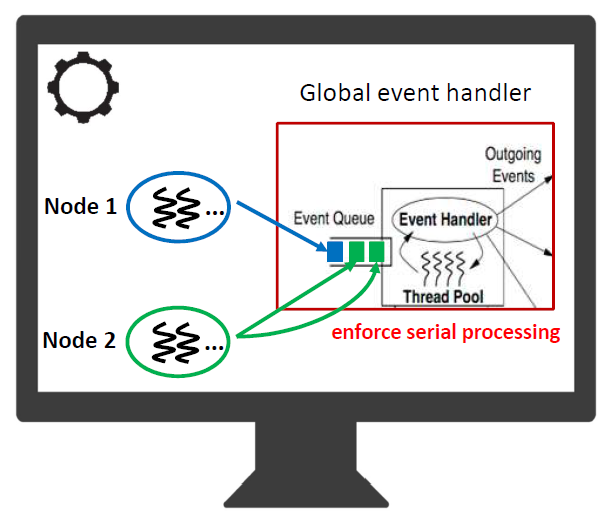 Global event handler
Outgoing
Events
Node 1
...
Event Queue
Event Handler
Thread Pool
enforce serial processing
Node 2
...